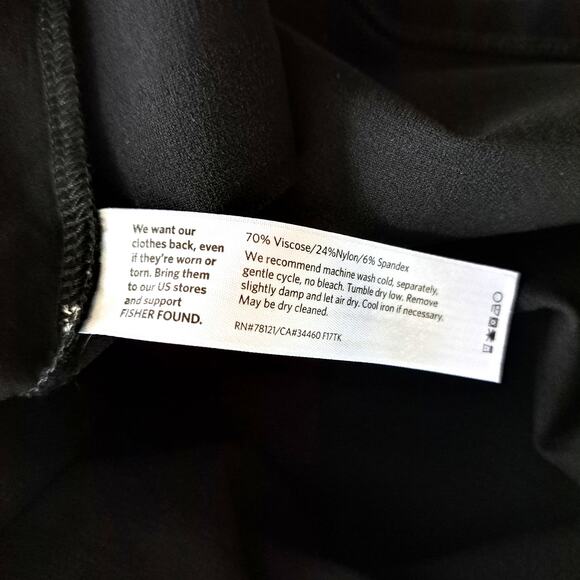 We want our
clothes back, even
if they're worn or
torn. Bring them
to our US stores
and support
FISHER FOUND.
70% Viscose/24%Nylon/6% Spandex
We recommend machine wash cold, separately,
gentle cycle, no bleach. Tumble dry low. Remove
slightly damp and let air dry. Cool iron if necessary.
May be dry cleaned.
RN#78121/CA#34460 F17TK